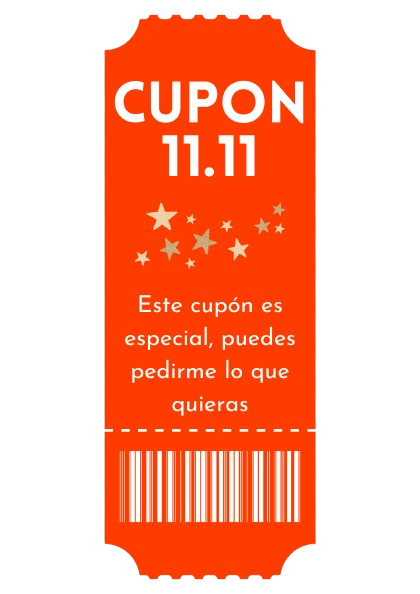 CUPON
11.11
Este cupón es
especial, puedes
pedirme lo que
quieras